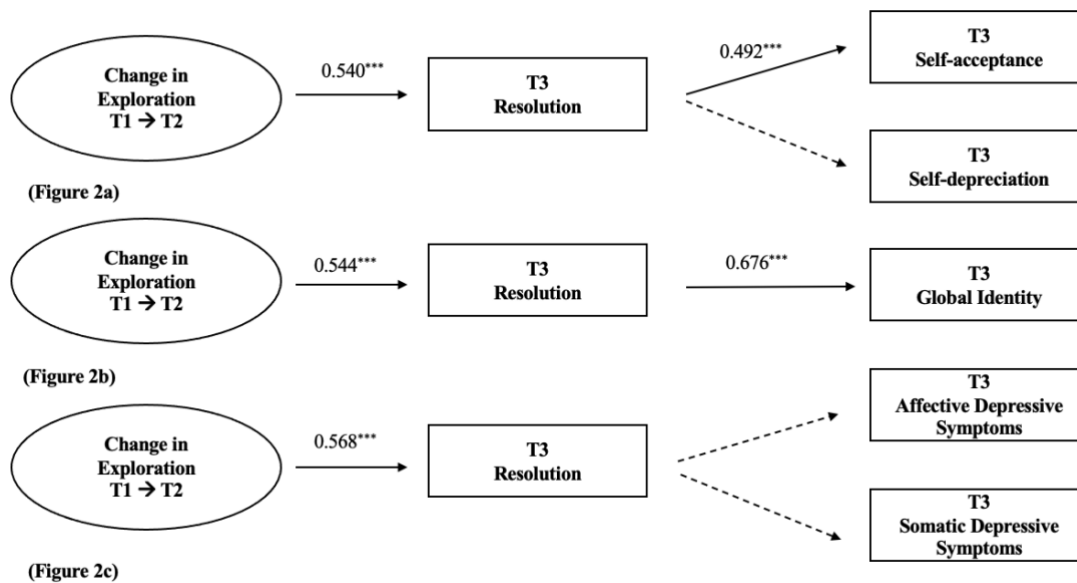 Change in
Exploration
T1 → T2
0.540***
T3
Resolution
0.492***
T3
Self-acceptance
T3
Self-depreciation
(Figure 2a)
Change in
Exploration
T1 → T2
0.544***
T3
Resolution
0.676***
T3
Global Identity
(Figure 2b)
Change in
Exploration
T1 → T2
0.568***
T3
Resolution
T3
Affective Depressive
Symptoms
T3
Somatic Depressive
Symptoms
(Figure 2c)